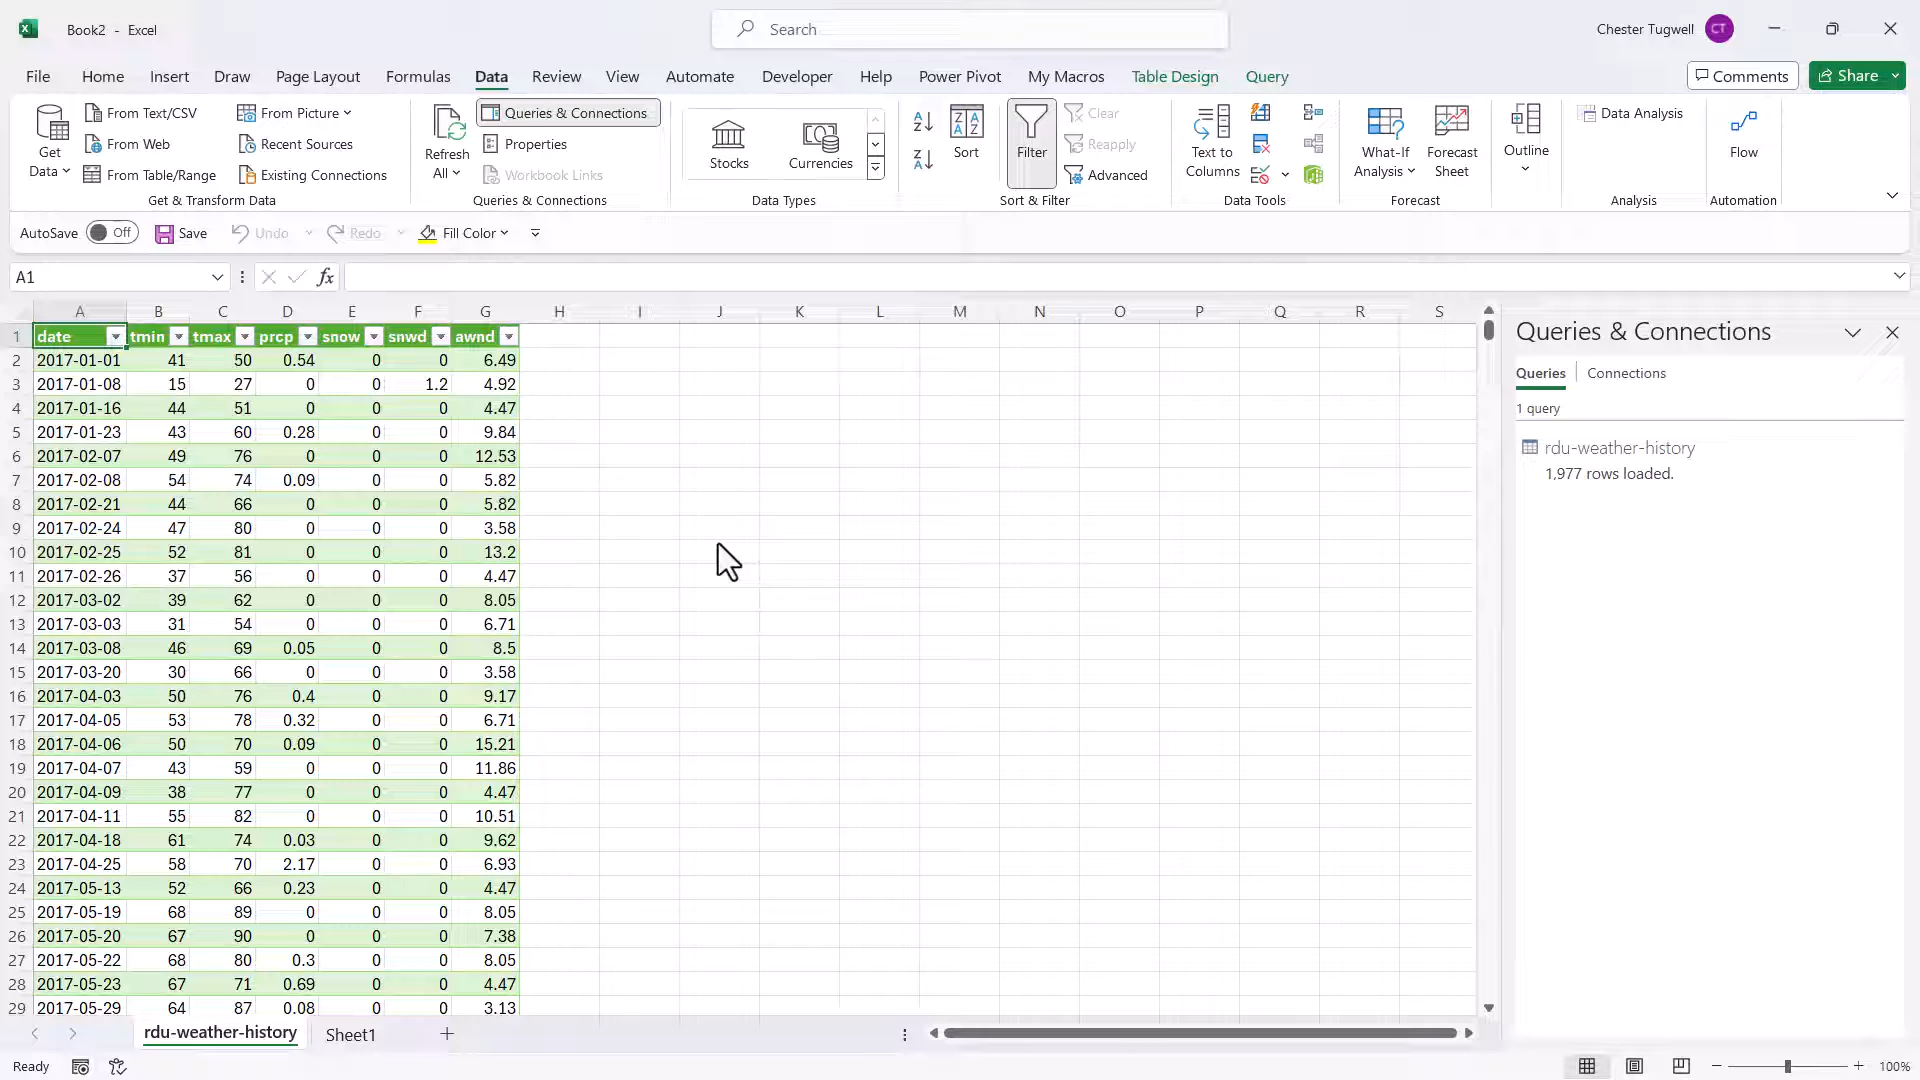 Book2 - Excel
Search
Chester Tugwell CT
File Home Insert Draw Page Layout Formulas Data Review View Automate Developer Help Power Pivot My Macros Table Design Query Comments Share
Get Data
From Text/CSV
From Web
From Table/Range
From Picture
Recent Sources
Existing Connections
Get & Transform Data
Refresh All
Queries & Connections
Properties
Workbook Links
Queries & Connections
Stocks
Currencies
Data Types
Sort
Filter
Clear
Reapply
Advanced
Sort & Filter
Text to Columns
Data Tools
What-If Analysis
Forecast Sheet
Forecast
Outline
Data Analysis
Analysis
Flow
Automation
AutoSave Off Save Undo Redo Fill Color
A1 fx
A B C D E F G H I J K L M N O P Q R S
1 date tmin tmax prcp snow snwd awnd
2 2017-01-01 41 50 0.54 0 0 6.49
3 2017-01-08 15 27 0 0 1.2 4.92
4 2017-01-16 44 51 0 0 0 4.47
5 2017-01-23 43 60 0.28 0 0 9.84
6 2017-02-07 49 76 0 0 0 12.53
7 2017-02-08 54 74 0.09 0 0 5.82
8 2017-02-21 44 66 0 0 0 5.82
9 2017-02-24 47 80 0 0 0 3.58
10 2017-02-25 52 81 0 0 0 13.2
11 2017-02-26 37 56 0 0 0 4.47
12 2017-03-02 39 62 0 0 0 8.05
13 2017-03-03 31 54 0 0 0 6.71
14 2017-03-08 46 69 0.05 0 0 8.5
15 2017-03-20 30 66 0 0 0 3.58
16 2017-04-03 50 76 0.4 0 0 9.17
17 2017-04-05 53 78 0.32 0 0 6.71
18 2017-04-06 50 70 0.09 0 0 15.21
19 2017-04-07 43 59 0 0 0 11.86
20 2017-04-09 38 77 0 0 0 4.47
21 2017-04-11 55 82 0 0 0 10.51
22 2017-04-18 61 74 0.03 0 0 9.62
23 2017-04-25 58 70 2.17 0 0 6.93
24 2017-05-13 52 66 0.23 0 0 4.47
25 2017-05-19 68 89 0 0 0 8.05
26 2017-05-20 67 90 0 0 0 7.38
27 2017-05-22 68 80 0.3 0 0 8.05
28 2017-05-23 67 71 0.69 0 0 4.47
29 2017-05-29 64 87 0.08 0 0 3.13
Queries & Connections
Queries Connections
1 query
rdu-weather-history
1,977 rows loaded.
rdu-weather-history Sheet1
Ready 100%